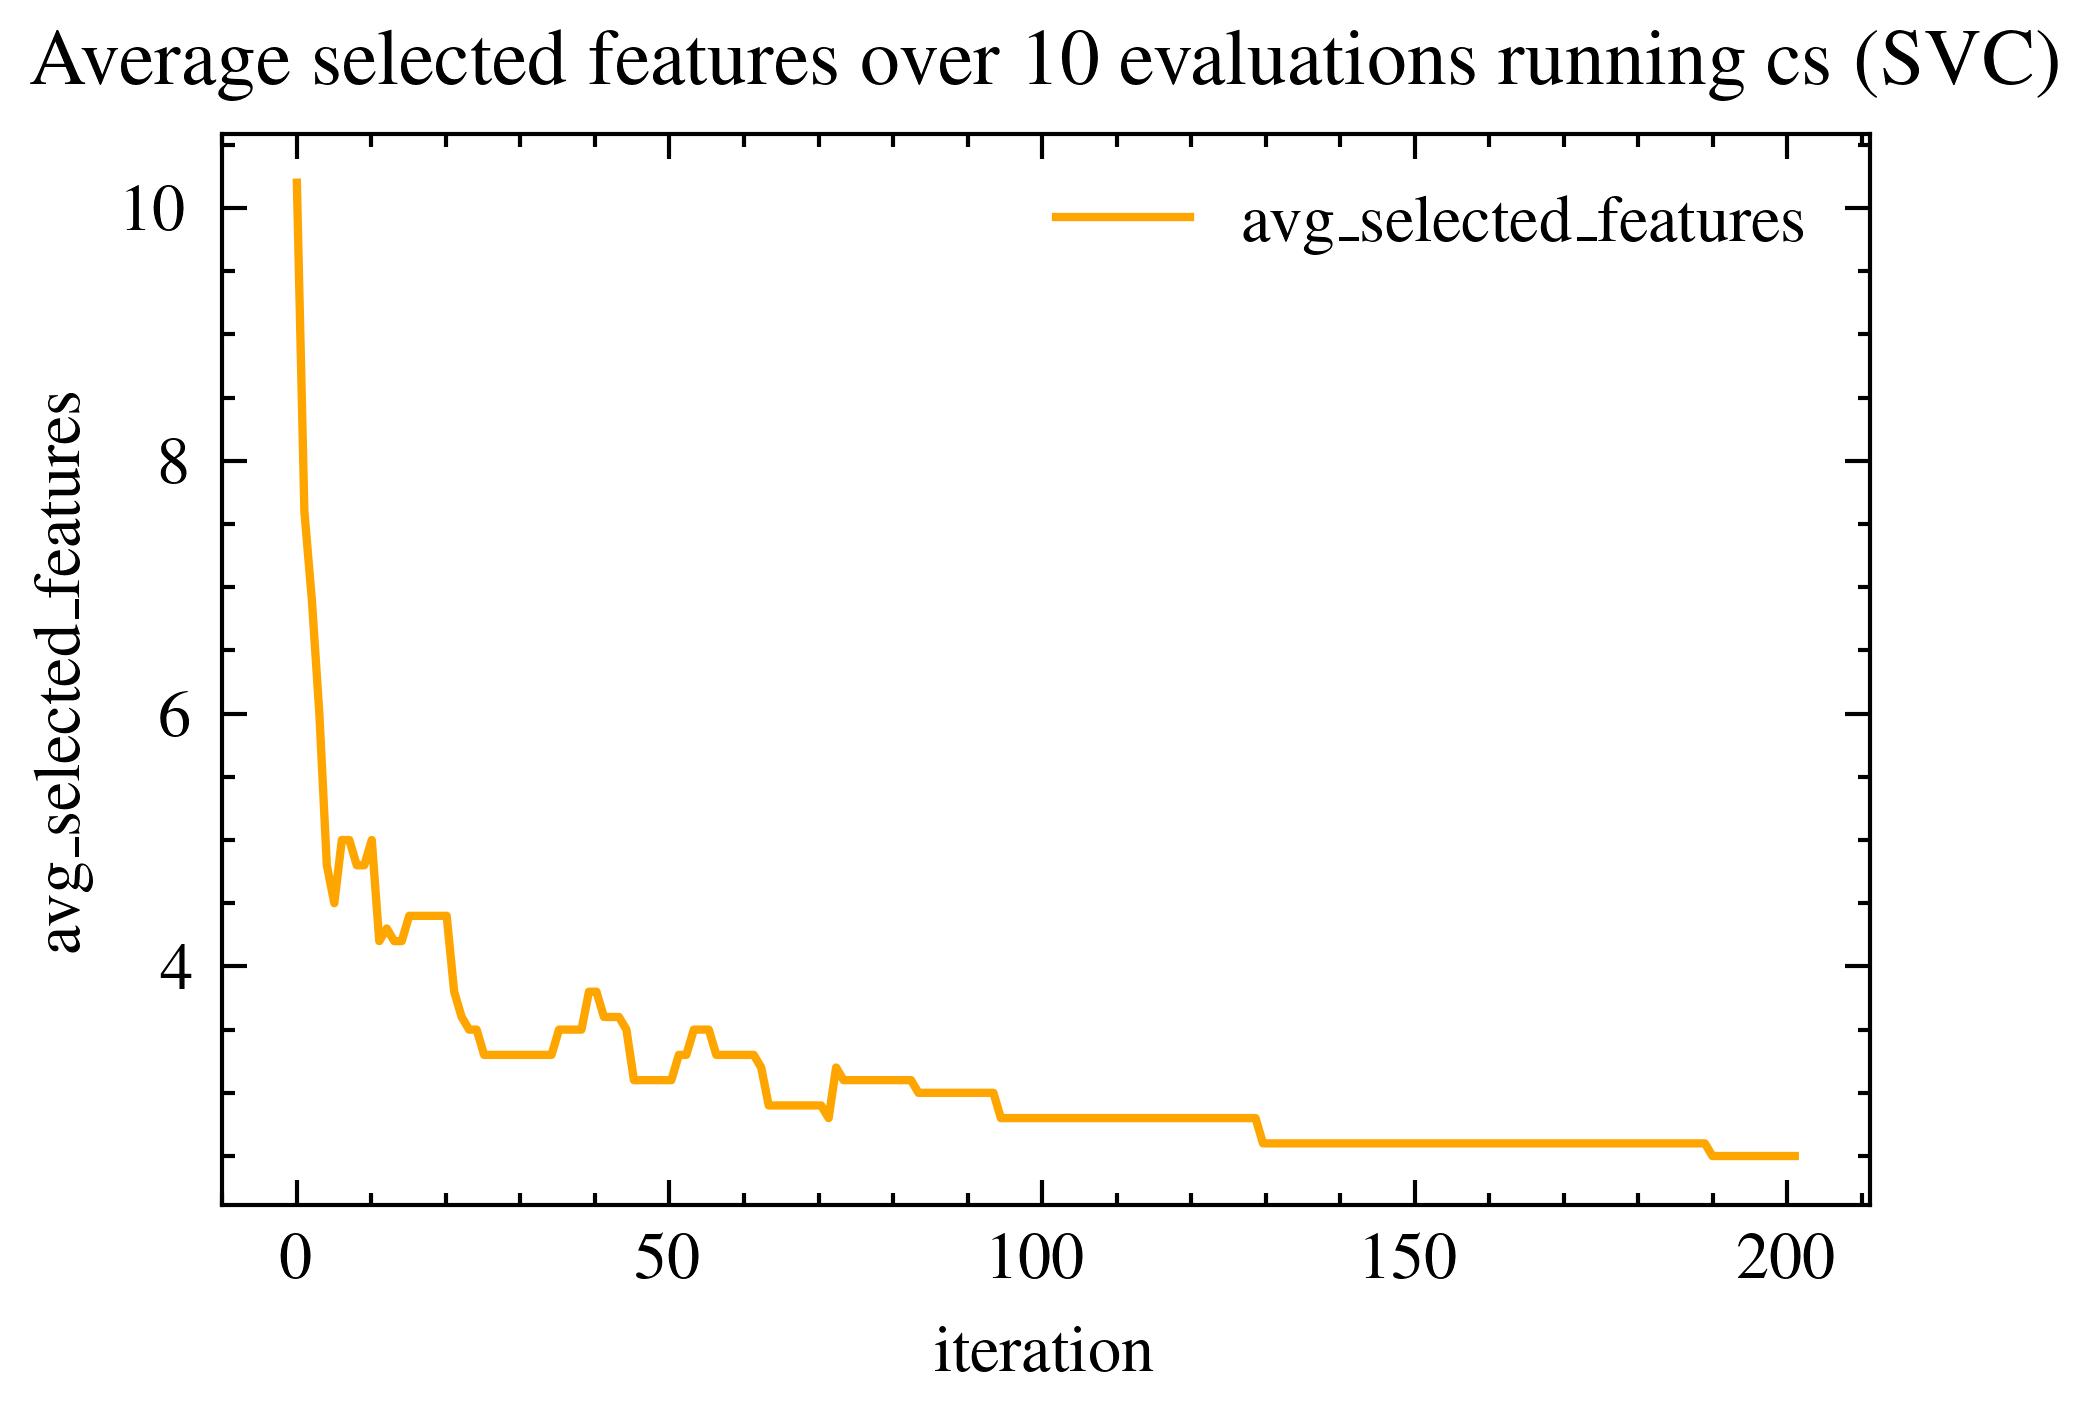 Average selected features over 10 evaluations running cs (SVC)
avg_selected_features
10
8
6
4
avg_selected_features
0 50 100 150 200
iteration